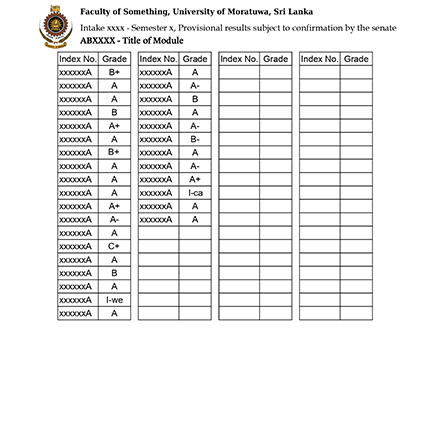 Faculty of Something, University of Moratuwa, Sri Lanka
Intake xxxx - Semester x, Provisional results subject to confirmation by the senate
ABXXXX - Title of Module
Index No. Grade Index No. Grade Index No. Grade Index No. Grade
xxxxxxA B+ xxxxxxA A
xxxxxxA A xxxxxxA A-
xxxxxxA A xxxxxxA B
xxxxxxA B xxxxxxA A
xxxxxxA A+ xxxxxxA A-
xxxxxxA A xxxxxxA B-
xxxxxxA B+ xxxxxxA A
xxxxxxA A xxxxxxA A-
xxxxxxA A xxxxxxA A+
xxxxxxA A xxxxxxA I-ca
xxxxxxA A+ xxxxxxA A
xxxxxxA A- xxxxxxA A
xxxxxxA A
xxxxxxA C+
xxxxxxA A
xxxxxxA B
xxxxxxA A
xxxxxxA I-we
xxxxxxA A